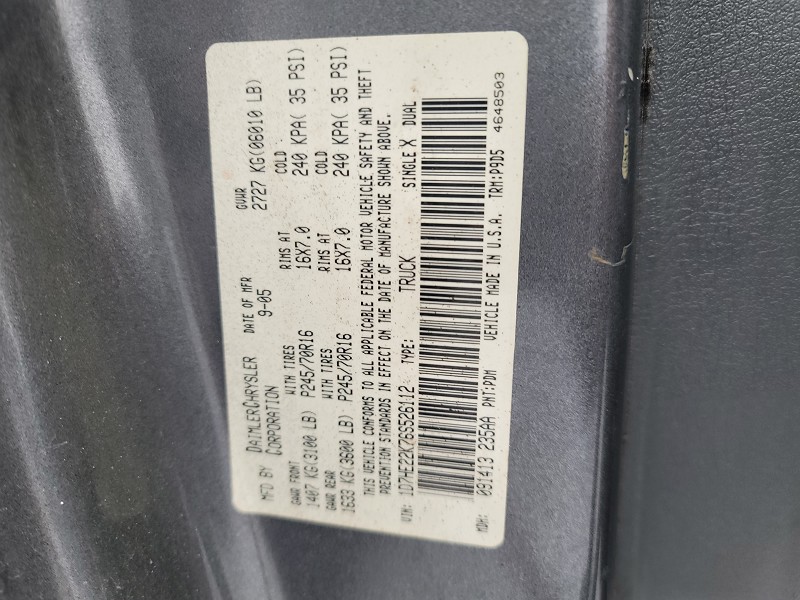 MFD BY DAIMLERCHRYSLER CORPORATION DATE OF MFR 9-05 GVWR 2727 KG(06010 LB)
GAWR FRONT WITH TIRES RIMS AT COLD
1407 KG(3100 LB) P245/70R16 16X7.0 240 KPA( 35 PSI)
GAWR REAR WITH TIRES RIMS AT COLD
1633 KG(3600 LB) P245/70R16 16X7.0 240 KPA( 35 PSI)
THIS VEHICLE CONFORMS TO ALL APPLICABLE FEDERAL MOTOR VEHICLE SAFETY AND THEFT
PREVENTION STANDARDS IN EFFECT ON THE DATE OF MANUFACTURE SHOWN ABOVE.
VIN: 1D7HE22K76S526112 TYPE: TRUCK SINGLE X DUAL
MDH: 091413 235AA PNT:PDM VEHICLE MADE IN U.S.A. TRM:P9D5
4648503